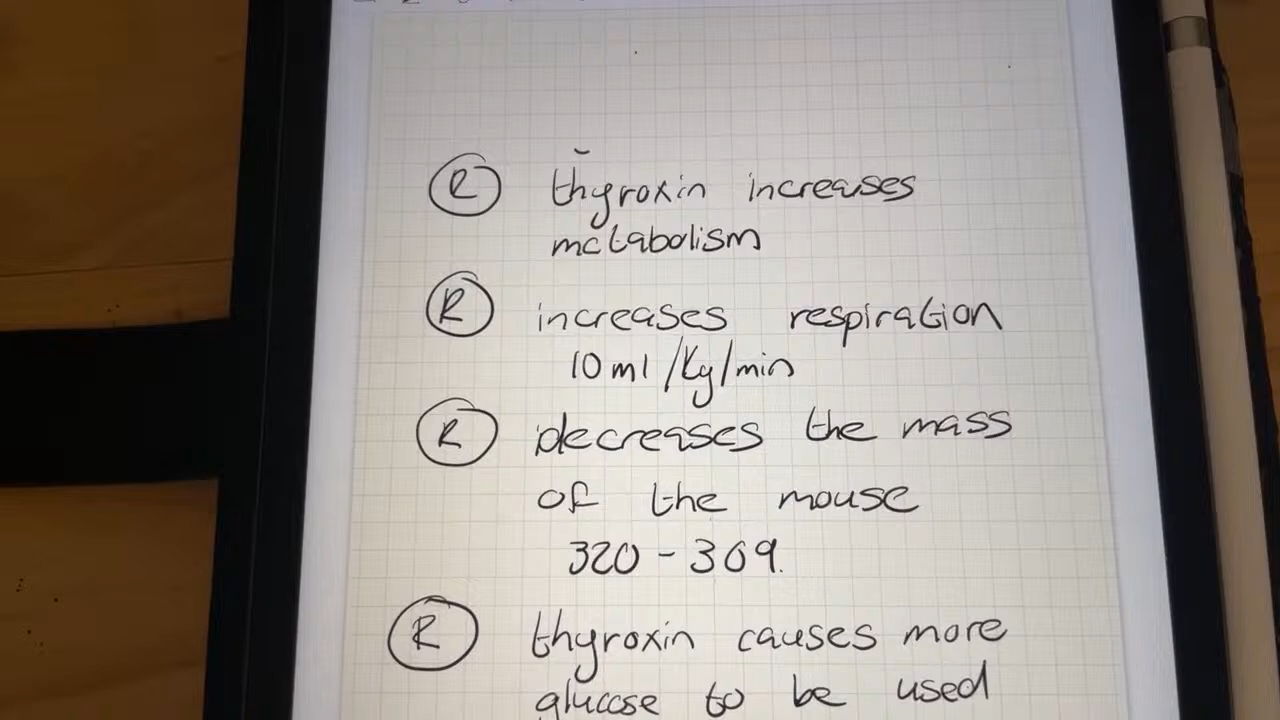 R thyroxin increases
metabolism
R increases respiration
10ml/Kg/min
R decreases the mass
of the mouse
320 - 309.
R thyroxin causes more
glucose to be used